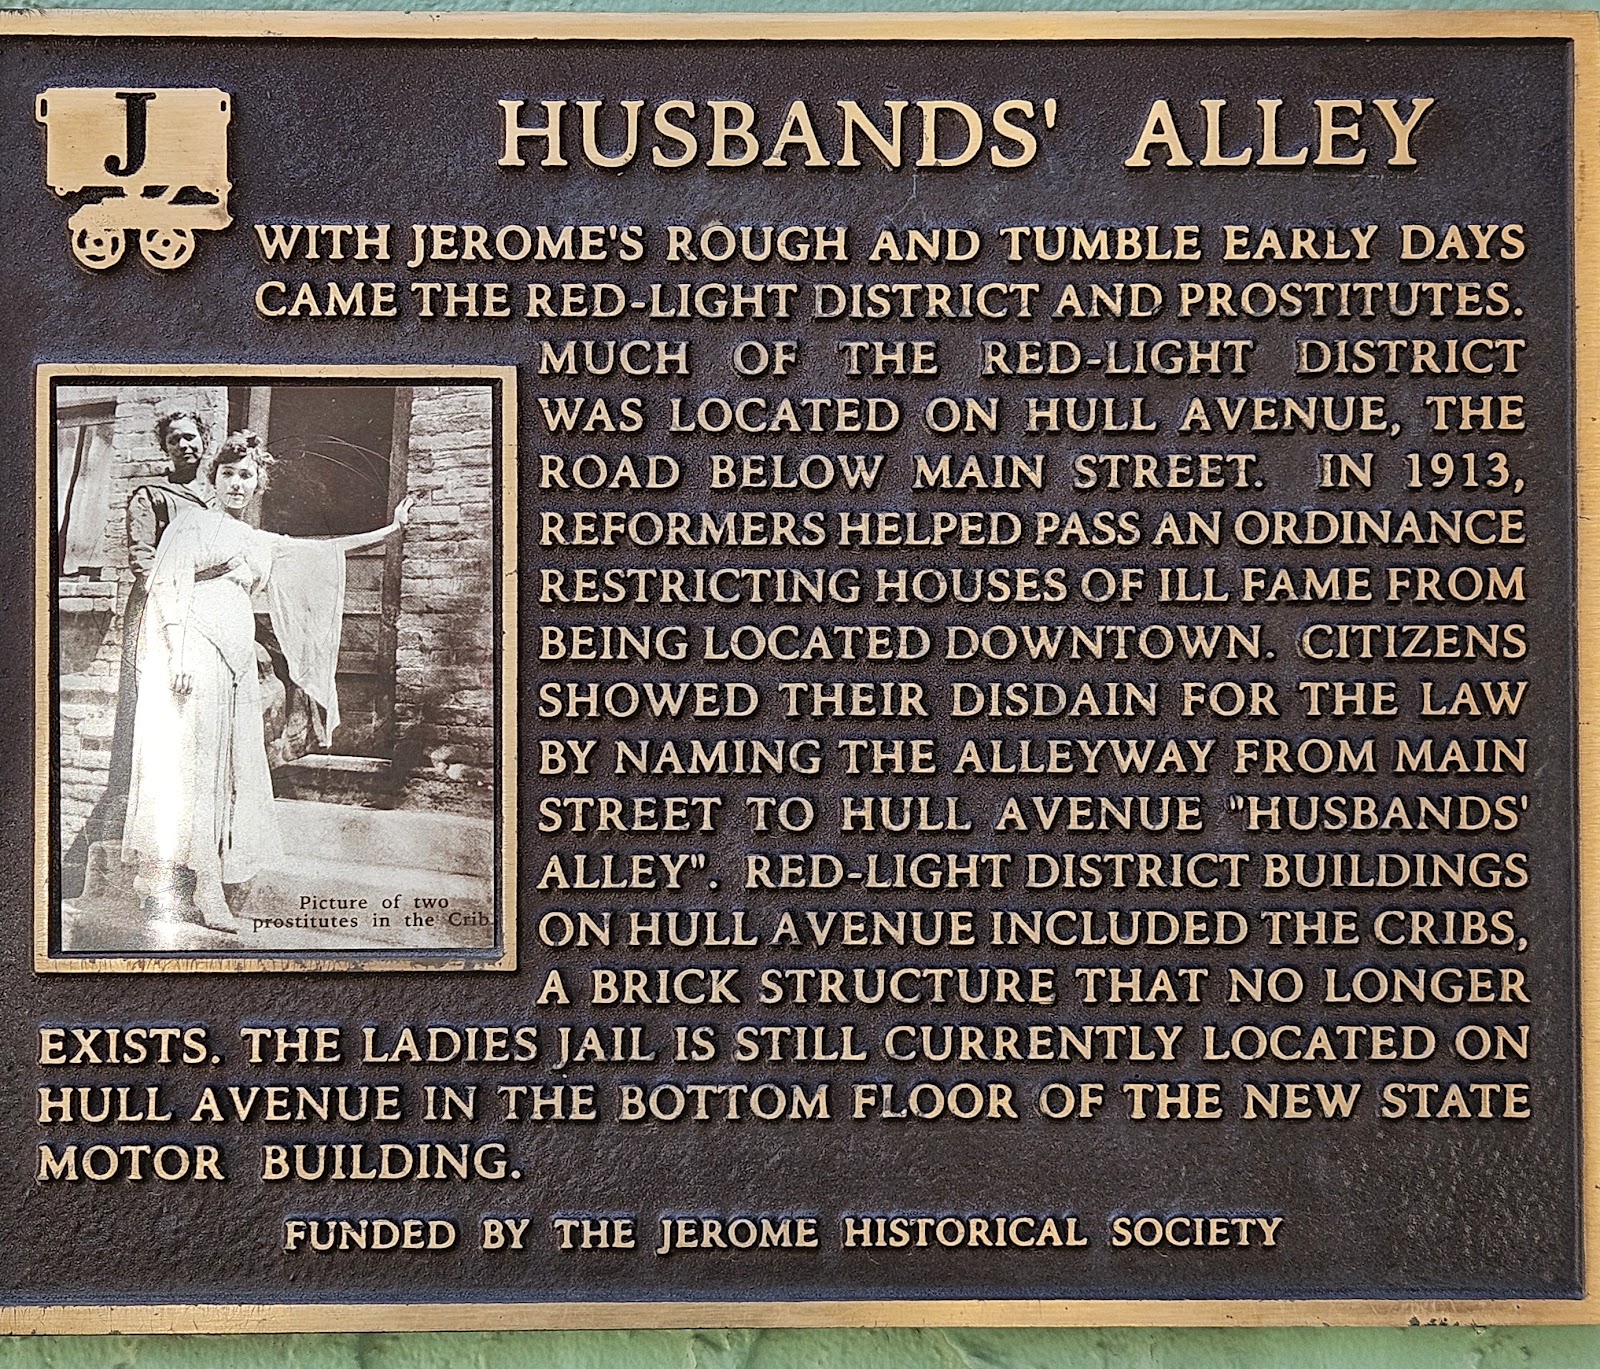 J
HUSBANDS' ALLEY
WITH JEROME'S ROUGH AND TUMBLE EARLY DAYS
CAME THE RED-LIGHT DISTRICT AND PROSTITUTES.
MUCH OF THE RED-LIGHT DISTRICT
WAS LOCATED ON HULL AVENUE, THE
ROAD BELOW MAIN STREET. IN 1913,
REFORMERS HELPED PASS AN ORDINANCE
RESTRICTING HOUSES OF ILL FAME FROM
BEING LOCATED DOWNTOWN. CITIZENS
SHOWED THEIR DISDAIN FOR THE LAW
BY NAMING THE ALLEYWAY FROM MAIN
STREET TO HULL AVENUE "HUSBANDS'
ALLEY". RED-LIGHT DISTRICT BUILDINGS
ON HULL AVENUE INCLUDED THE CRIBS,
A BRICK STRUCTURE THAT NO LONGER
EXISTS. THE LADIES JAIL IS STILL CURRENTLY LOCATED ON
HULL AVENUE IN THE BOTTOM FLOOR OF THE NEW STATE
MOTOR BUILDING.
Picture of two
prostitutes in the Crib
FUNDED BY THE JEROME HISTORICAL SOCIETY